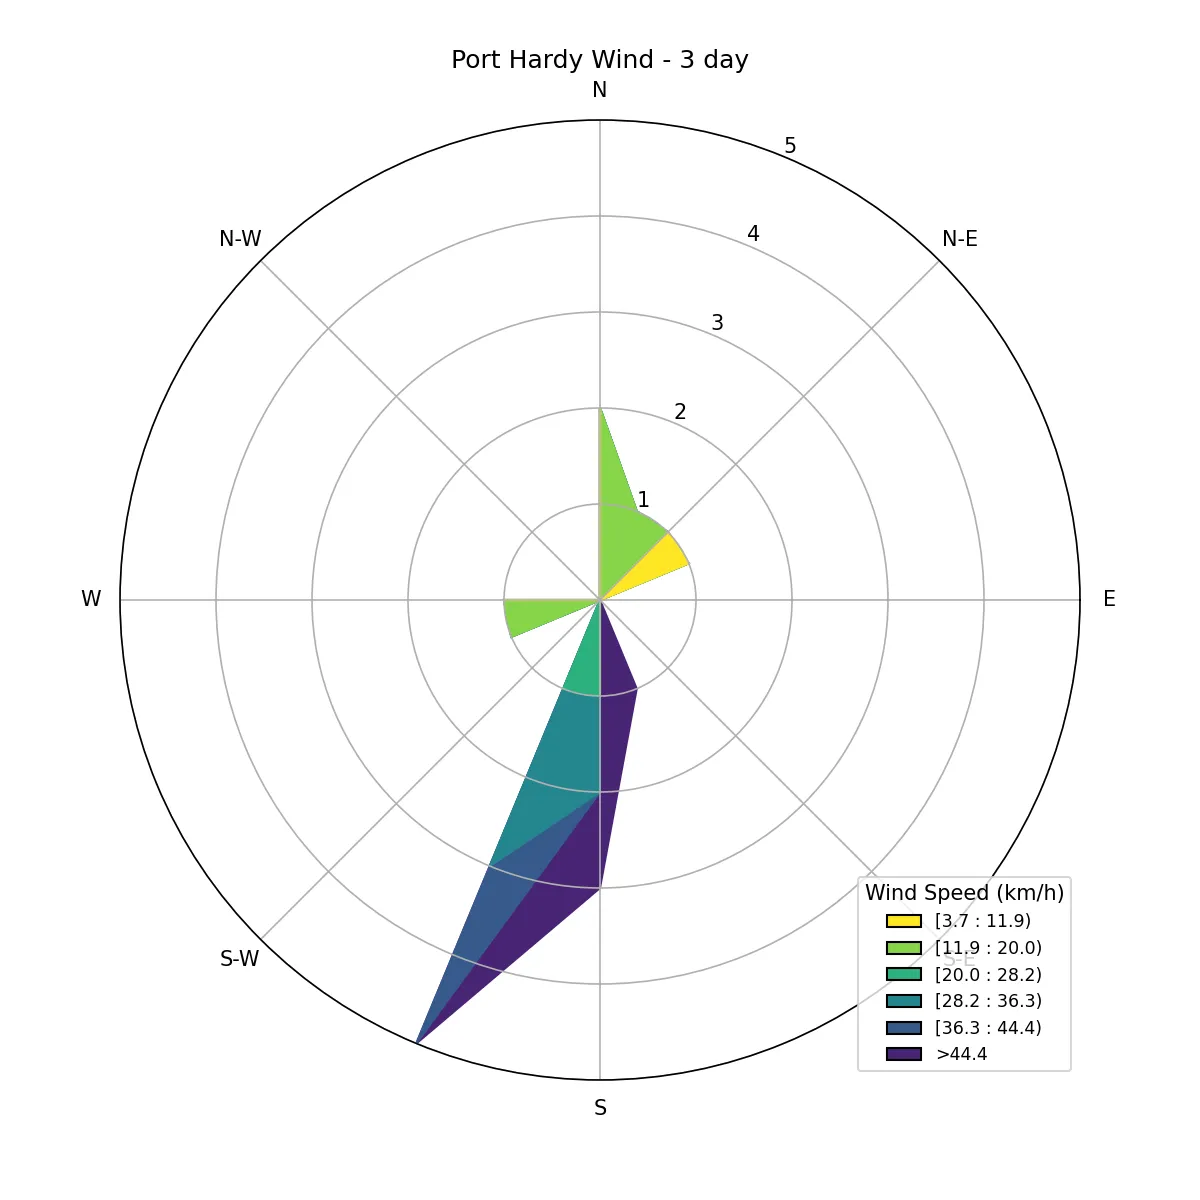 Port Hardy Wind - 3 day
N
5
N-W
N-E
4
3
2
1
W
E
S-W
S-E
S
Wind Speed (km/h)
[3.7 : 11.9)
[11.9 : 20.0)
[20.0 : 28.2)
[28.2 : 36.3)
[36.3 : 44.4)
>44.4